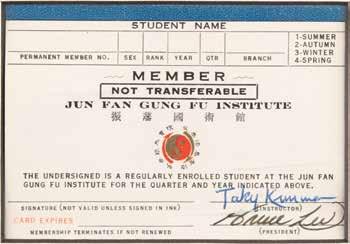 STUDENT NAME
1-SUMMER
2-AUTUMN
3-WINTER
4-SPRING
PERMANENT MEMBER NO. SEX RANK YEAR QTR BRANCH
MEMBER
NOT TRANSFERABLE
JUN FAN GUNG FU INSTITUTE
振藩國術館
THE UNDERSIGNED IS A REGULARLY ENROLLED STUDENT AT THE JUN FAN
GUNG FU INSTITUTE FOR THE QUARTER AND YEAR INDICATED ABOVE.
Taky Kimura
SIGNATURE (NOT VALID UNLESS SIGNED IN INK) (INSTRUCTOR)
CARD EXPIRES
Bruce Lee
MEMBERSHIP TERMINATES IF NOT RENEWED (PRESIDENT)